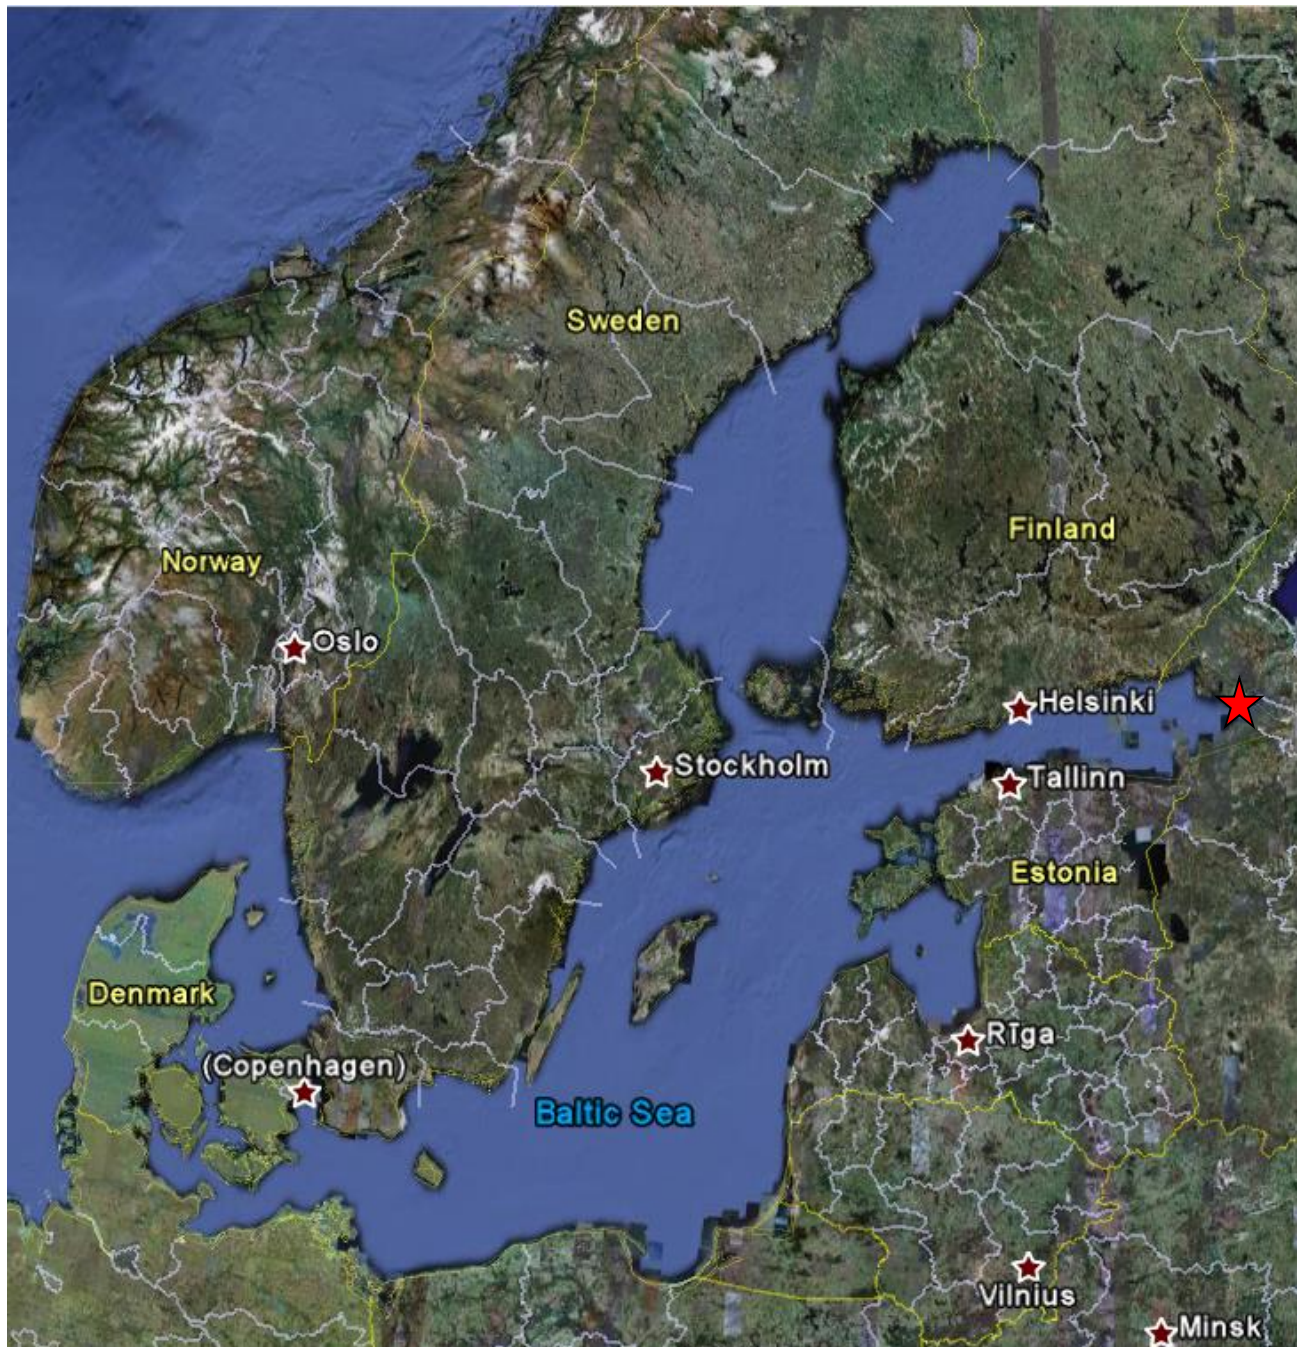 Sweden
Finland
Norway
Oslo
Helsinki
Stockholm
Tallinn
Estonia
Denmark
Rīga
(Copenhagen)
Baltic Sea
Vilnius
Minsk